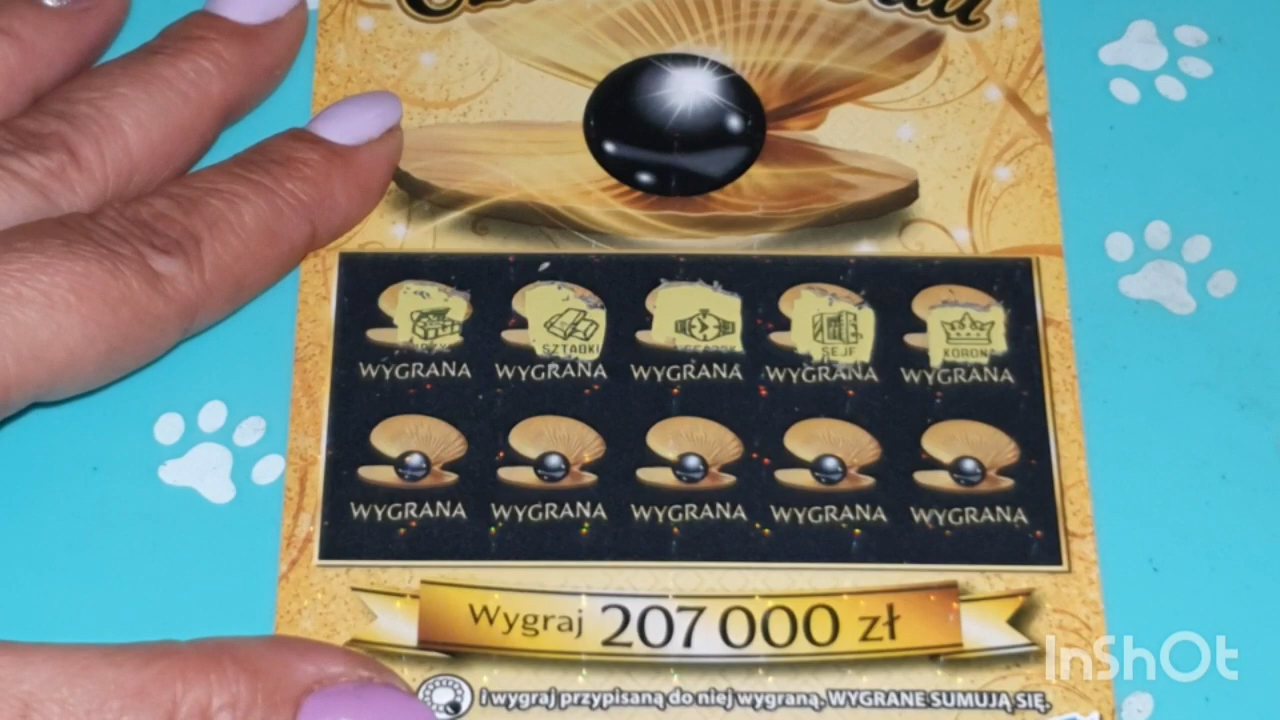 SZTABKI
SEJF
KORONA
WYGRANA WYGRANA WYGRANA WYGRANA WYGRANA
WYGRANA WYGRANA WYGRANA WYGRANA WYGRANA
Wygraj 207 000 zł
i wygraj przypisaną do niej wygraną. WYGRANE SUMUJĄ SIĘ.
InShOt